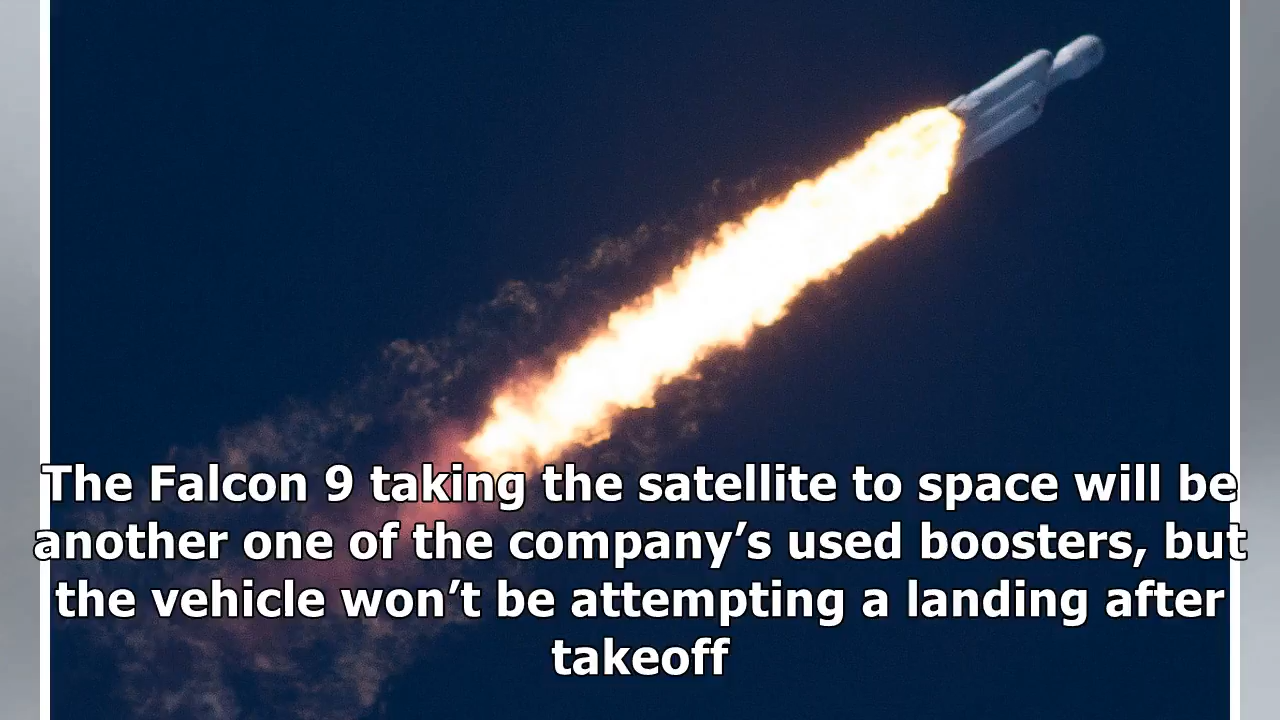 The Falcon 9 taking the satellite to space will be
another one of the company’s used boosters, but
the vehicle won’t be attempting a landing after
takeoff